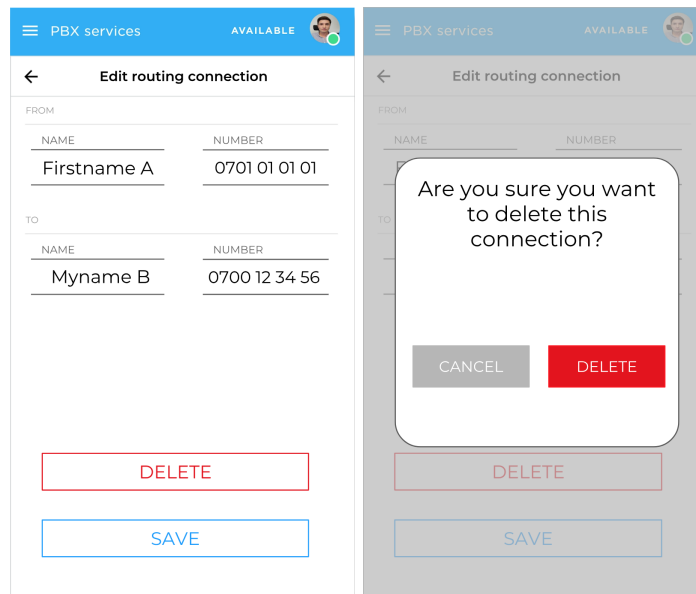 PBX services AVAILABLE
Edit routing connection
FROM
NAME NUMBER
Firstname A 0701 01 01 01
TO
NAME NUMBER
Myname B 0700 12 34 56
DELETE
SAVE
PBX services AVAILABLE
Edit routing connection
FROM
NAME NUMBER
TO
Are you sure you want
to delete this
connection?
CANCEL DELETE
DELETE
SAVE